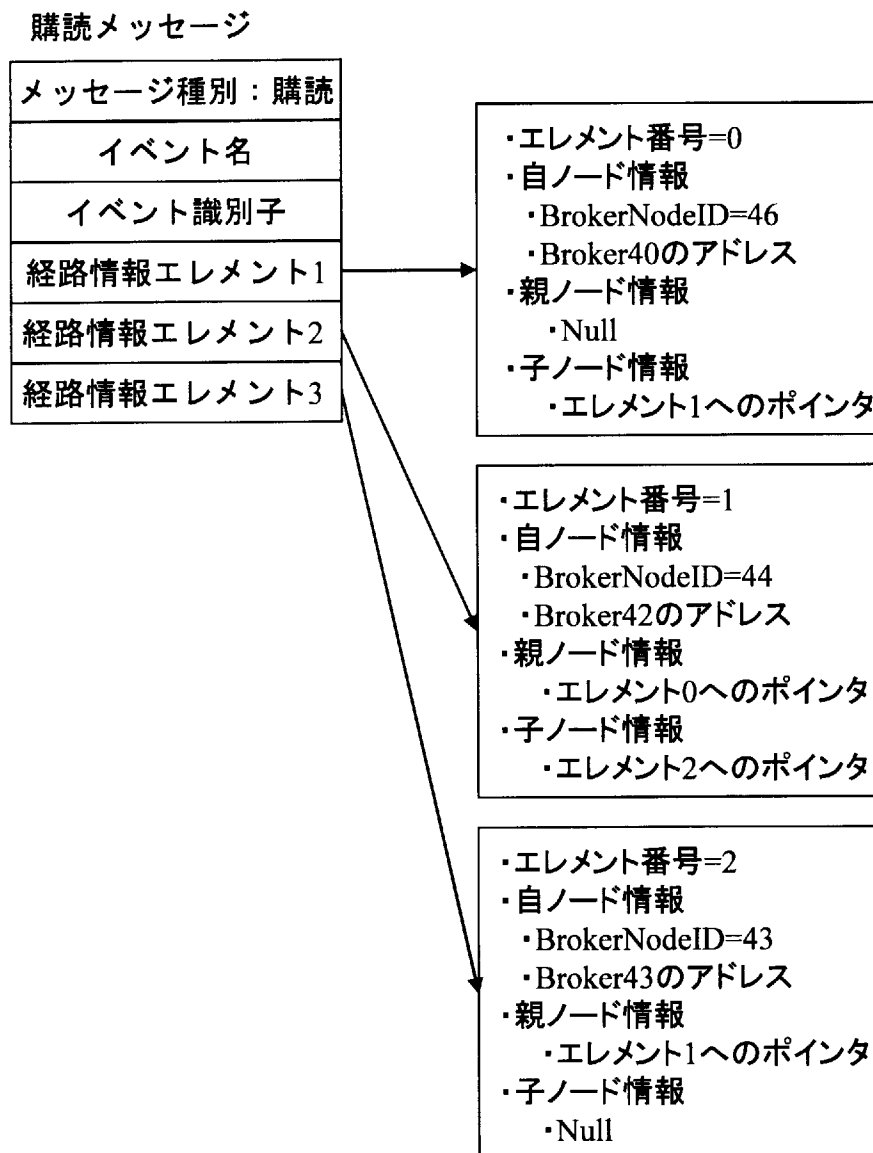 購読メッセージ
メッセージ種別：購読
イベント名
イベント識別子
経路情報エレメント1
経路情報エレメント2
経路情報エレメント3
・エレメント番号=0
・自ノード情報
・BrokerNodeID=46
・Broker40のアドレス
・親ノード情報
・Null
・子ノード情報
・エレメント1へのポインタ
・エレメント番号=1
・自ノード情報
・BrokerNodeID=44
・Broker42のアドレス
・親ノード情報
・エレメント0へのポインタ
・子ノード情報
・エレメント2へのポインタ
・エレメント番号=2
・自ノード情報
・BrokerNodeID=43
・Broker43のアドレス
・親ノード情報
・エレメント1へのポインタ
・子ノード情報
・Null